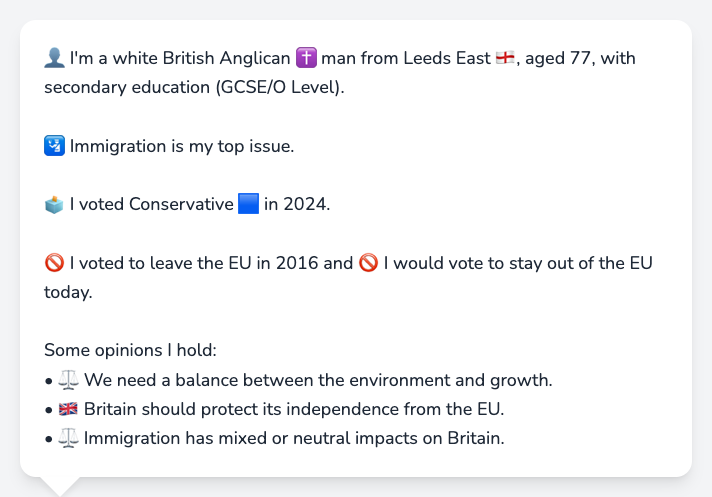 👤 I'm a white British Anglican ✝️ man from Leeds East 🏴󠁧󠁢󠁥󠁮󠁧󠁿, aged 77, with
secondary education (GCSE/O Level).
🛂 Immigration is my top issue.
🗳️ I voted Conservative 🟦 in 2024.
🚫 I voted to leave the EU in 2016 and 🚫 I would vote to stay out of the EU
today.
Some opinions I hold:
• ⚖️ We need a balance between the environment and growth.
• 🇬🇧 Britain should protect its independence from the EU.
• ⚖️ Immigration has mixed or neutral impacts on Britain.